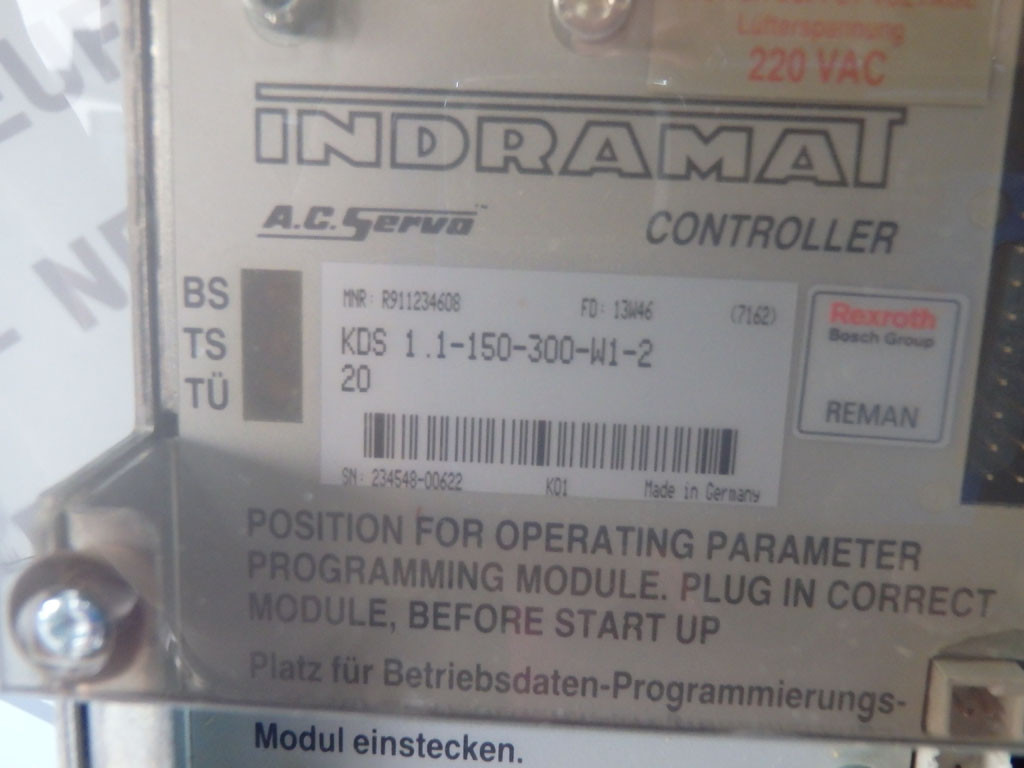 Lüfterspannung
220 VAC
INDRAMAT
A.C. Servo™ CONTROLLER
BS
TS
TÜ
MNR: R911234608 FD: 13W46 (7162)
KDS 1.1-150-300-W1-2
20
SN: 234548-00622 K01 Made in Germany
Rexroth
Bosch Group
REMAN
POSITION FOR OPERATING PARAMETER
PROGRAMMING MODULE. PLUG IN CORRECT
MODULE, BEFORE START UP
Platz für Betriebsdaten-Programmierungs-
Modul einstecken.